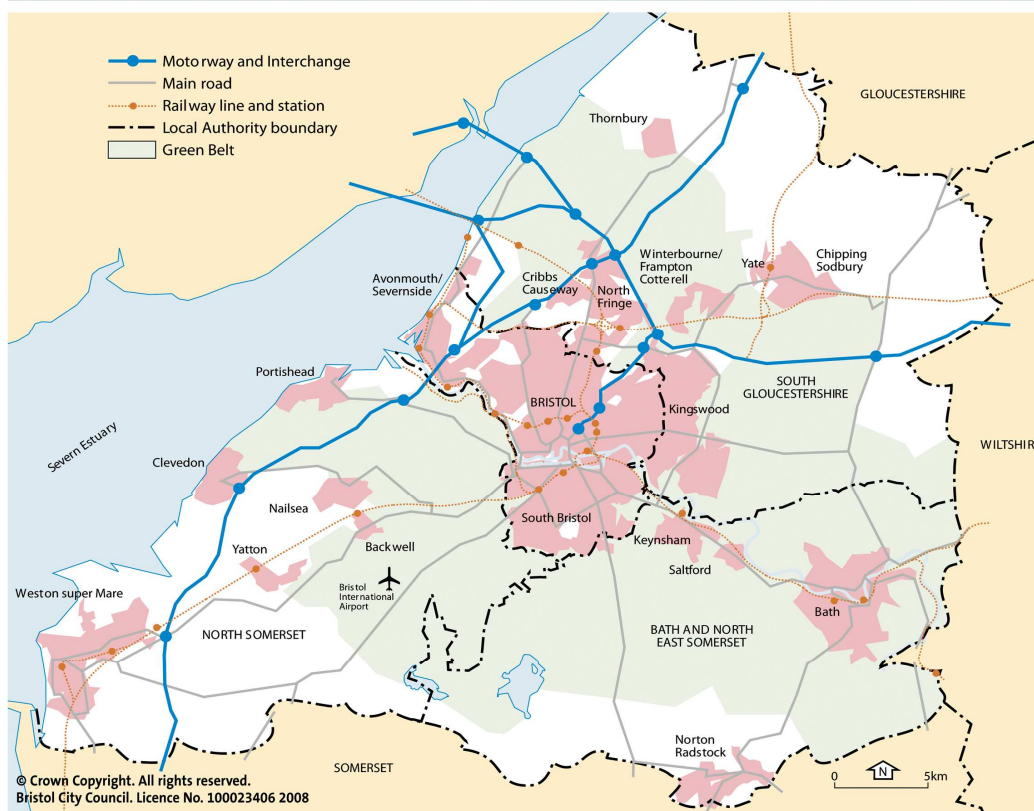 Motorway and Interchange
Main road
Railway line and station
Local Authority boundary
Green Belt
GLOUCESTERSHIRE
Thornbury
Winterbourne/
Frampton
Cotterell
Chipping
Sodbury
Yate
Avonmouth/
Severnside
Cribbs
Causeway
North
Fringe
Portishead
SOUTH
GLOUCESTERSHIRE
BRISTOL
Kingswood
Severn Estuary
WILTSHIR
Clevedon
Nailsea
South Bristol
Backwell
Keynsham
Yatton
Saltford
Bristol
International
Airport
Weston super Mare
Bath
NORTH SOMERSET
BATH AND NORTH
EAST SOMERSET
Norton
Radstock
SOMERSET
N
0 5km
© Crown Copyright. All rights reserved.
Bristol City Council. Licence No. 100023406 2008